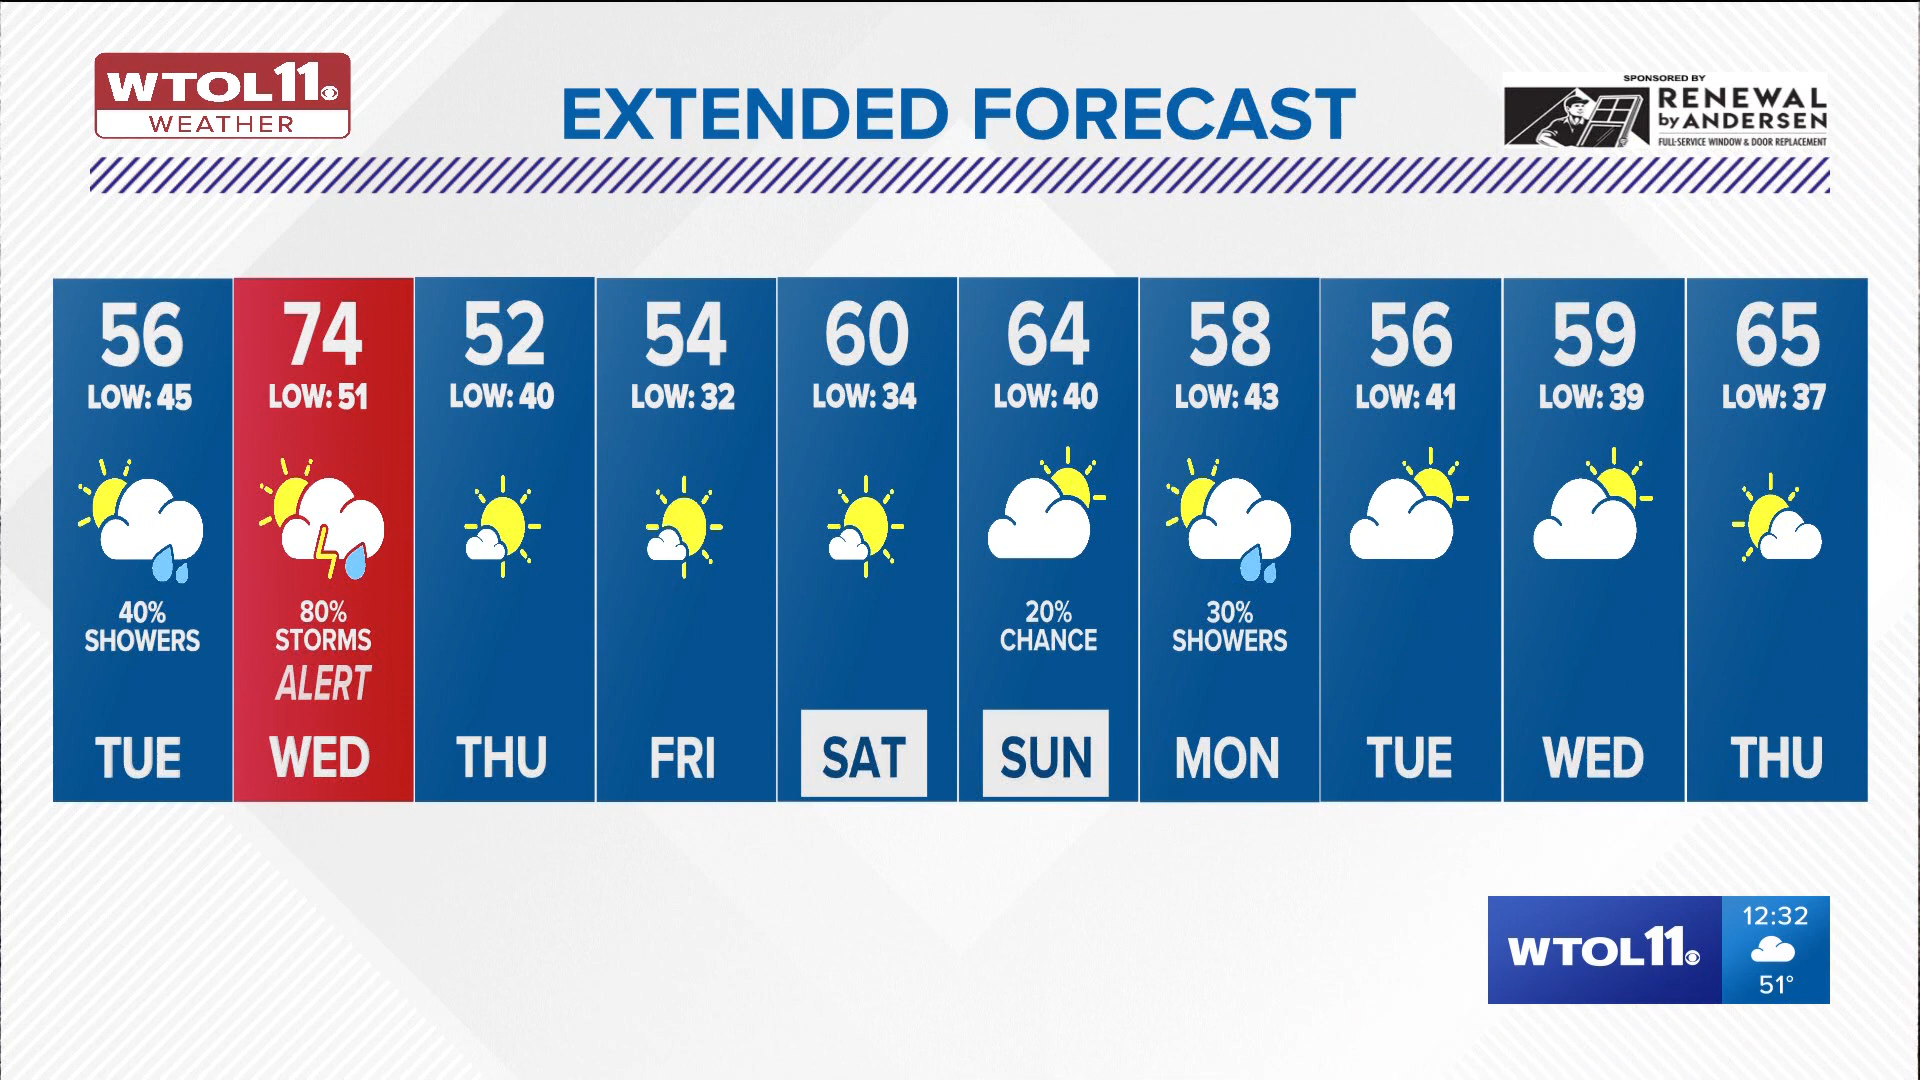 WTOL11
WEATHER
EXTENDED FORECAST
SPONSORED BY
RENEWAL
by ANDERSEN
FULL-SERVICE WINDOW & DOOR REPLACEMENT
56
LOW: 45
40%
SHOWERS
TUE
74
LOW: 51
80%
STORMS
ALERT
WED
52
LOW: 40
THU
54
LOW: 32
FRI
60
LOW: 34
SAT
64
LOW: 40
20%
CHANCE
SUN
58
LOW: 43
30%
SHOWERS
MON
56
LOW: 41
TUE
59
LOW: 39
WED
65
LOW: 37
THU
WTOL11
12:32
51°